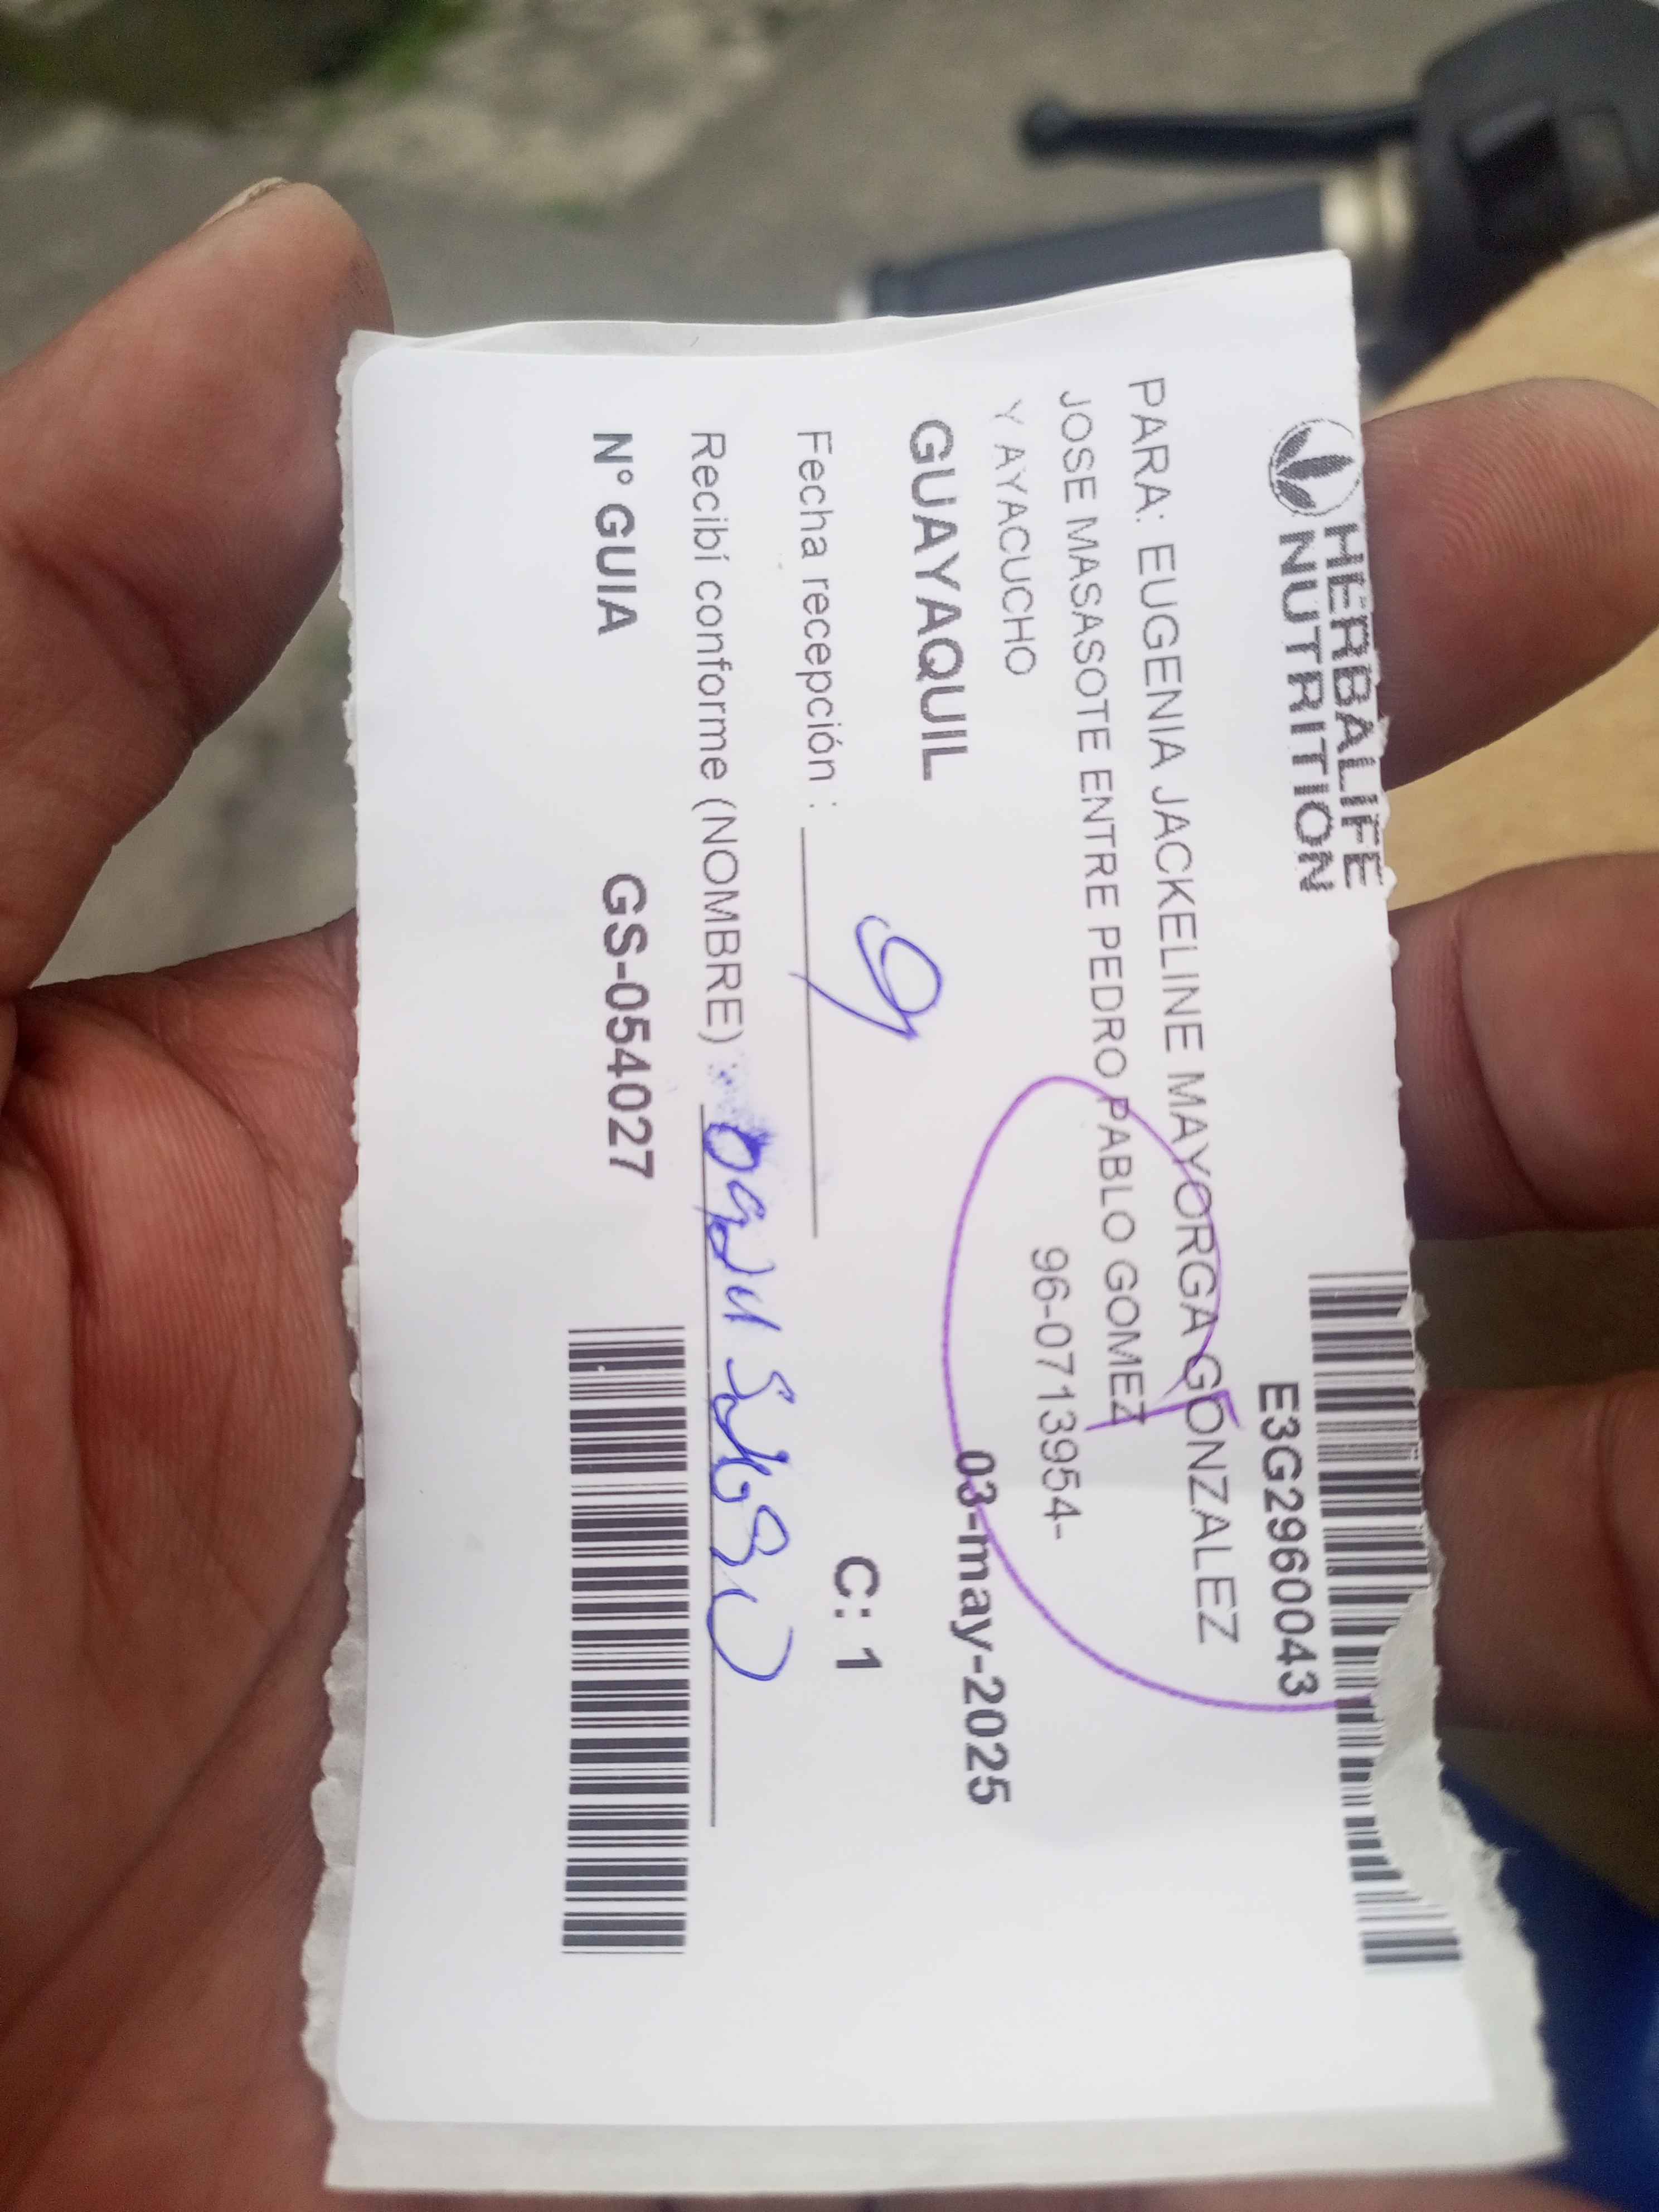 HERBALIFE
NUTRITION
E3G2960043
PARA: EUGENIA JACKELINE MAYORGA GONZALEZ
JOSE MASASOTE ENTRE PEDRO PABLO GOMEZ
Y AYACUCHO
96-0713954-
GUAYAQUIL
03-may-2025
Fecha recepción :
C: 1
Recibí conforme (NOMBRE)
N° GUIA
GS-054027